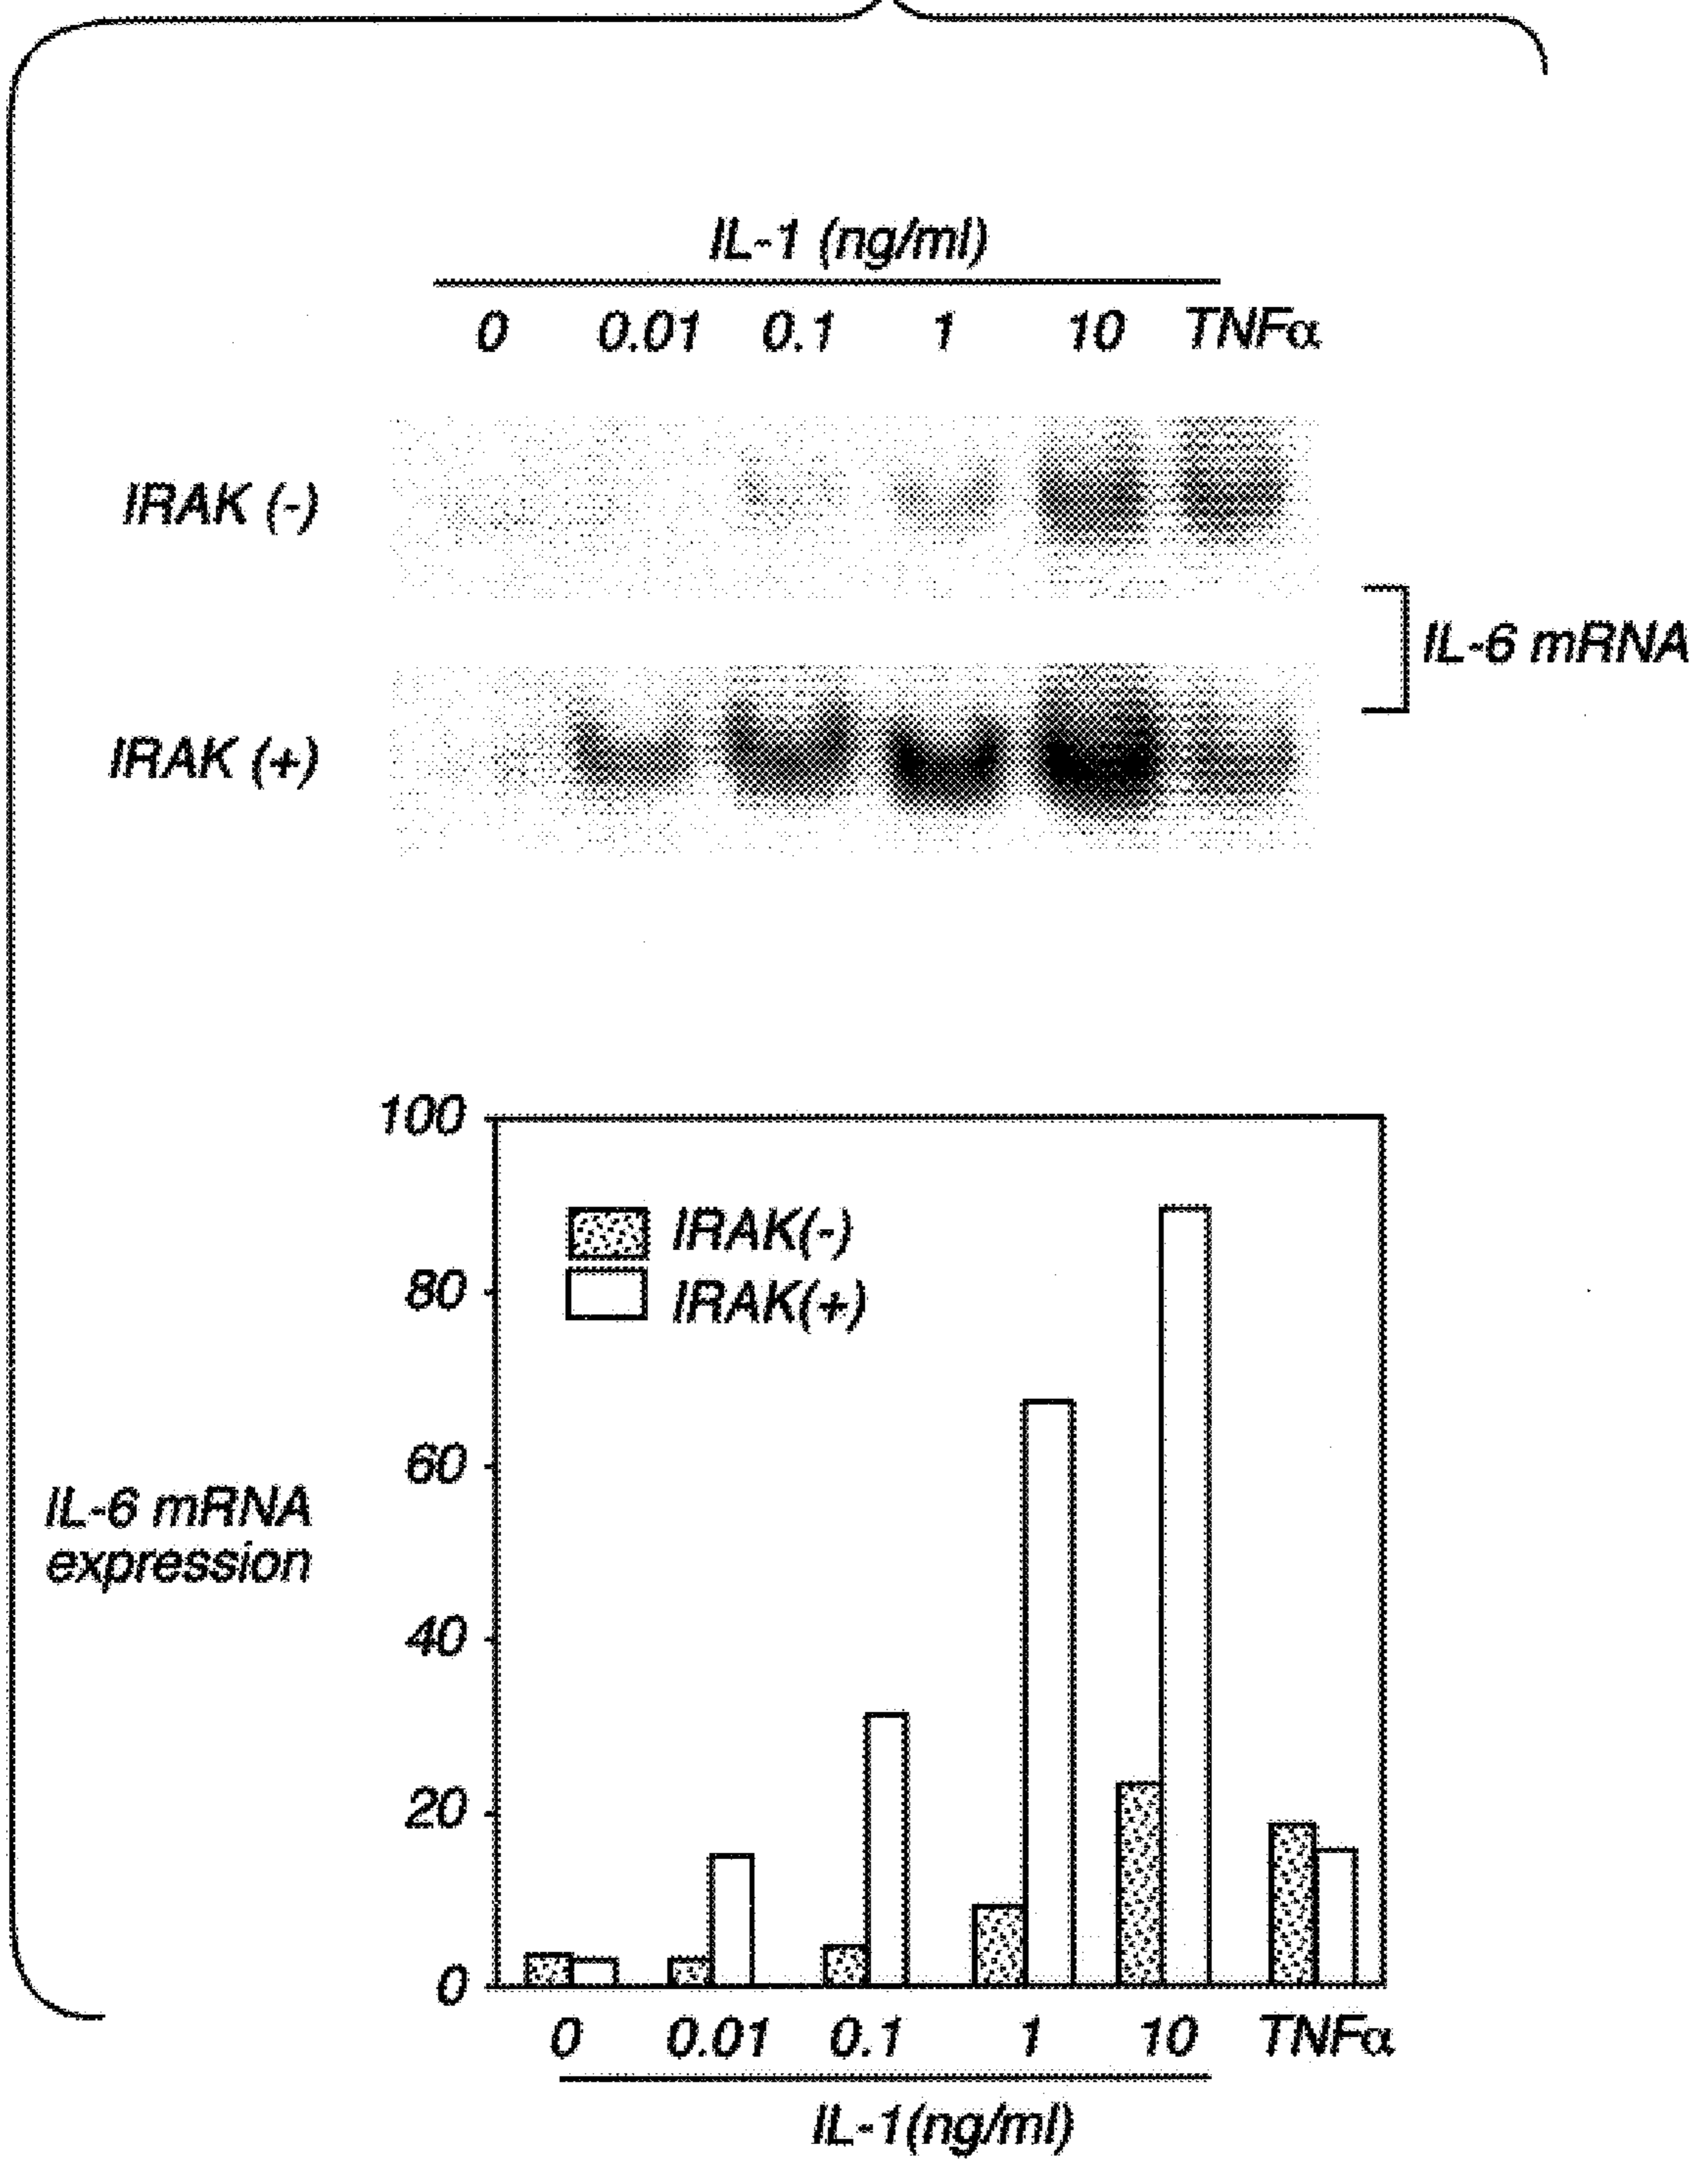 IL-1 (ng/ml)
0 0.01 0.1 1 10 TNFα
IRAK (-)
IL-6 mRNA
IRAK (+)
100
IRAK(-)
80
IRAK(+)
60
IL-6 mRNA
expression
40
20
0
0 0.01 0.1 1 10 TNFα
IL-1(ng/ml)